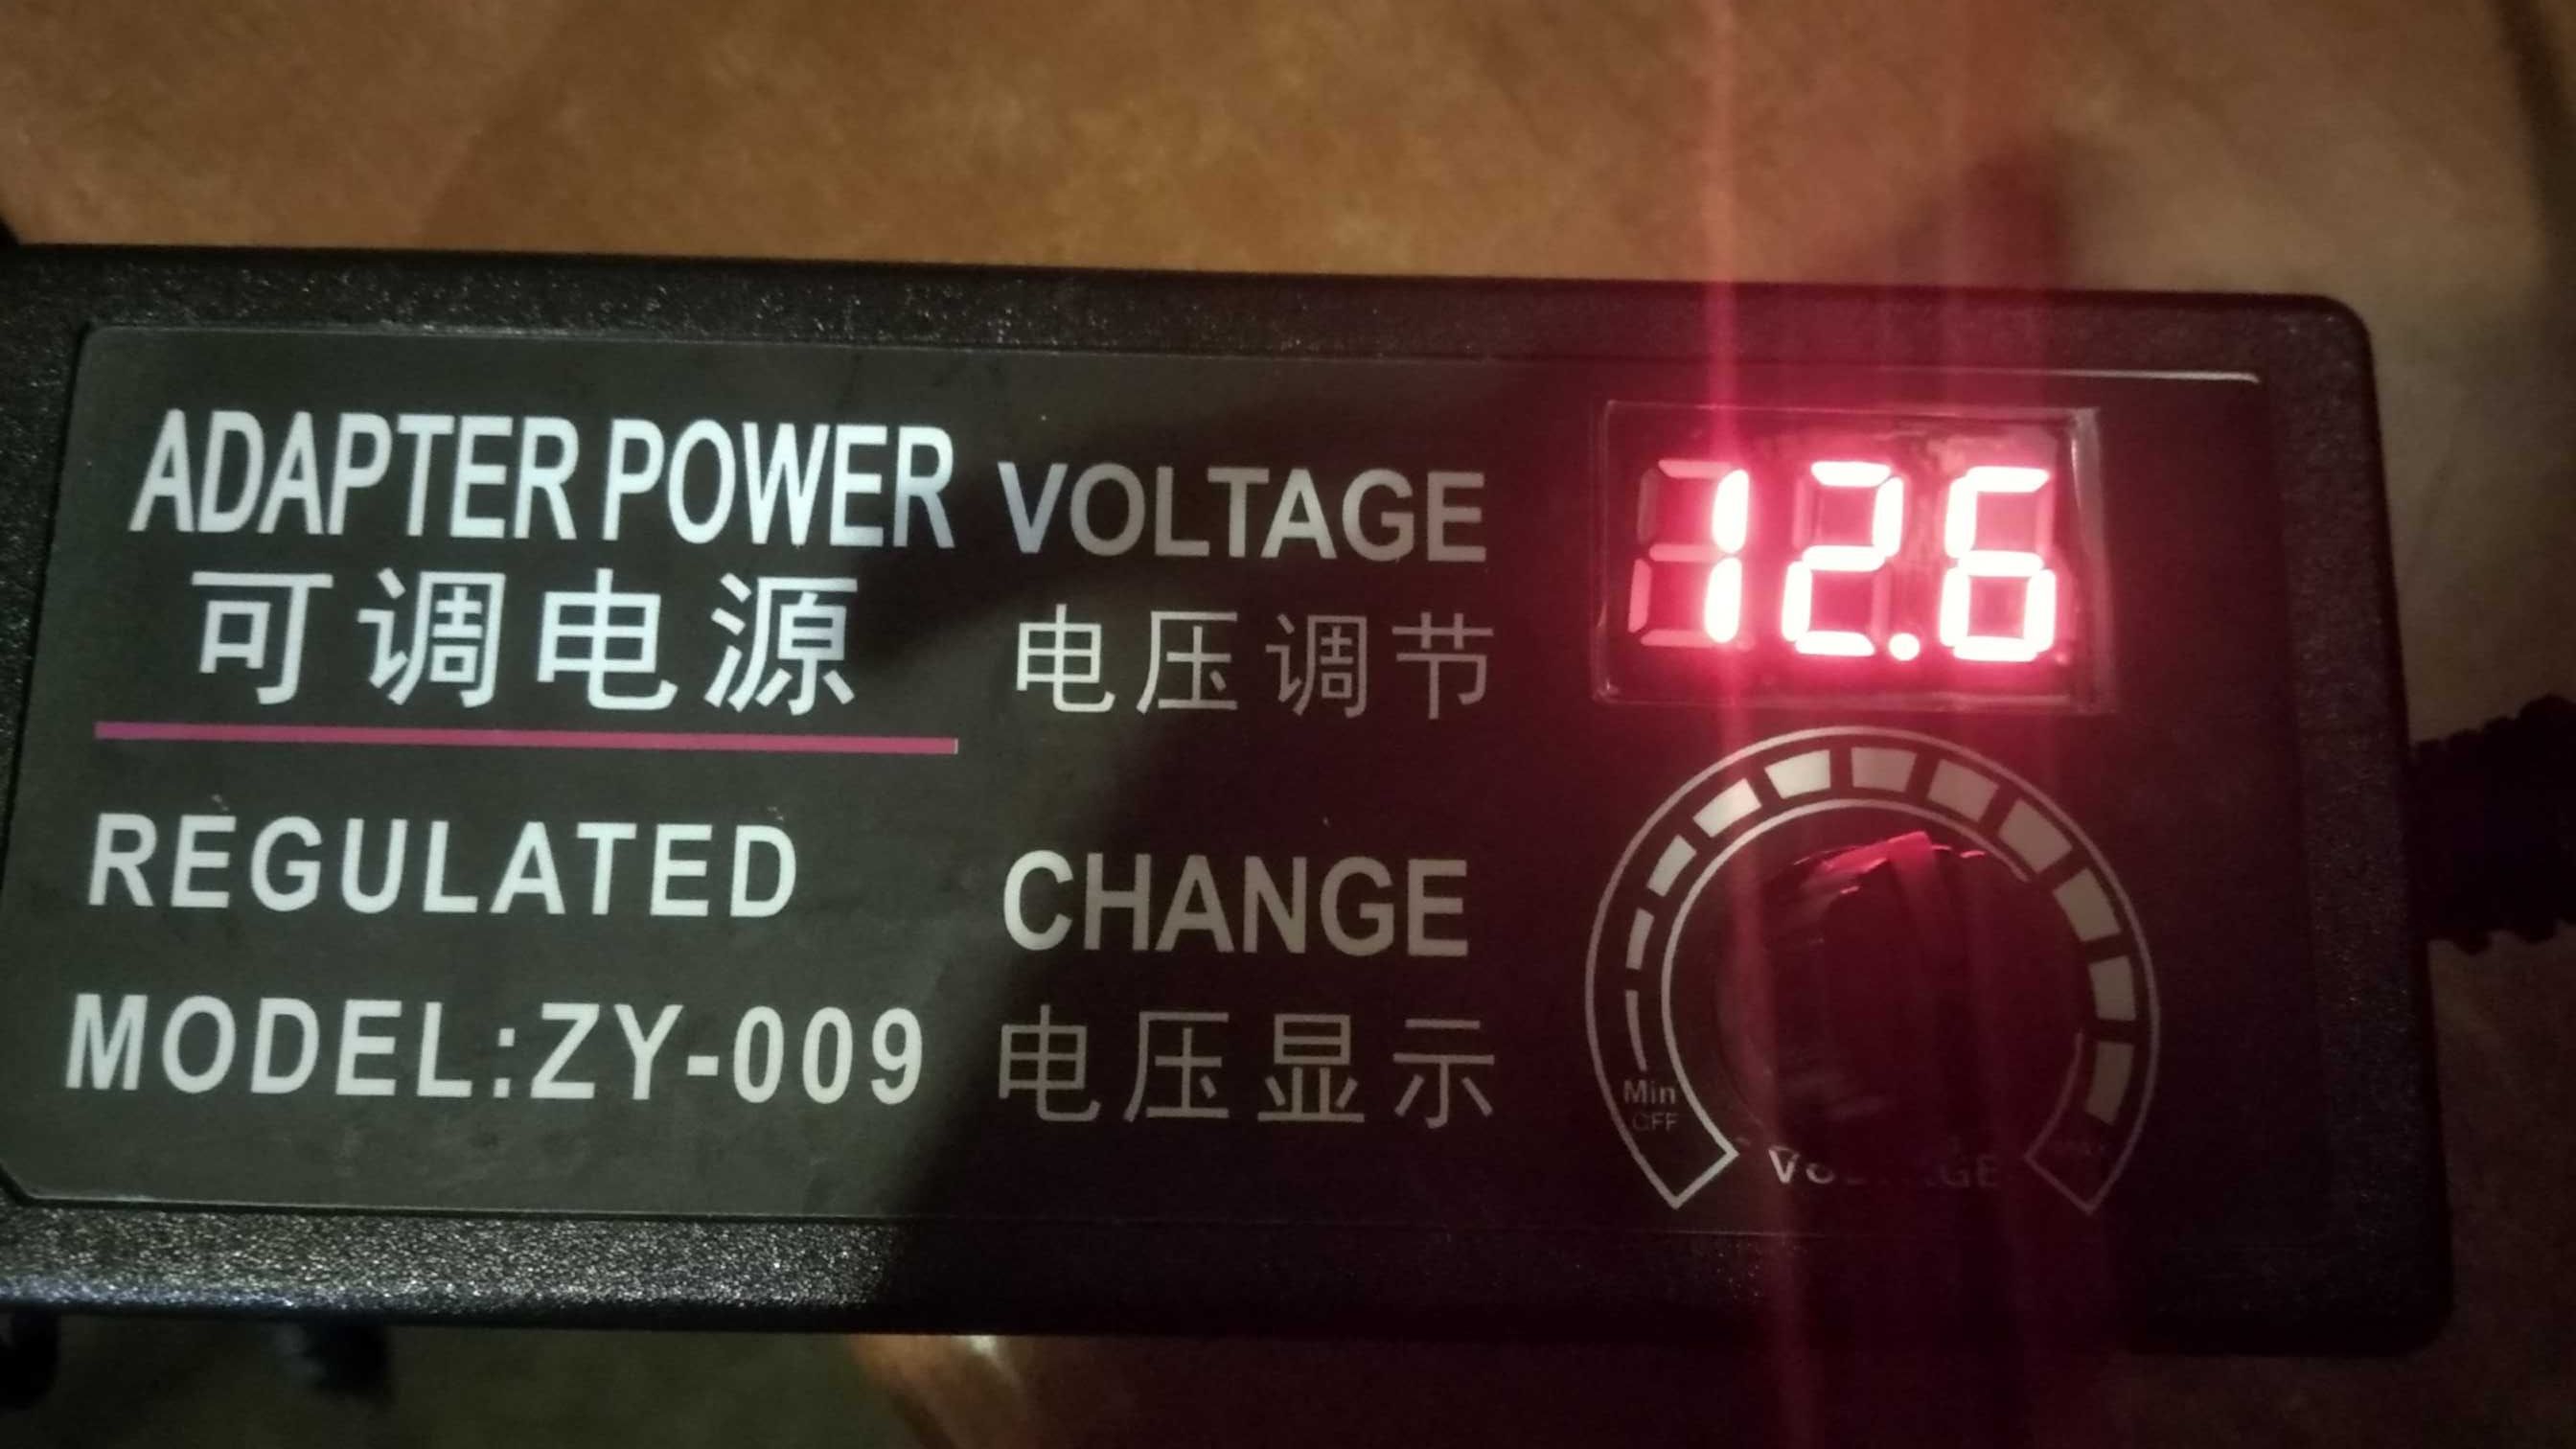 ADAPTER POWER
可调电源
REGULATED
MODEL:ZY-009
VOLTAGE
电压调节
CHANGE
电压显示
12.6
Min
OFF